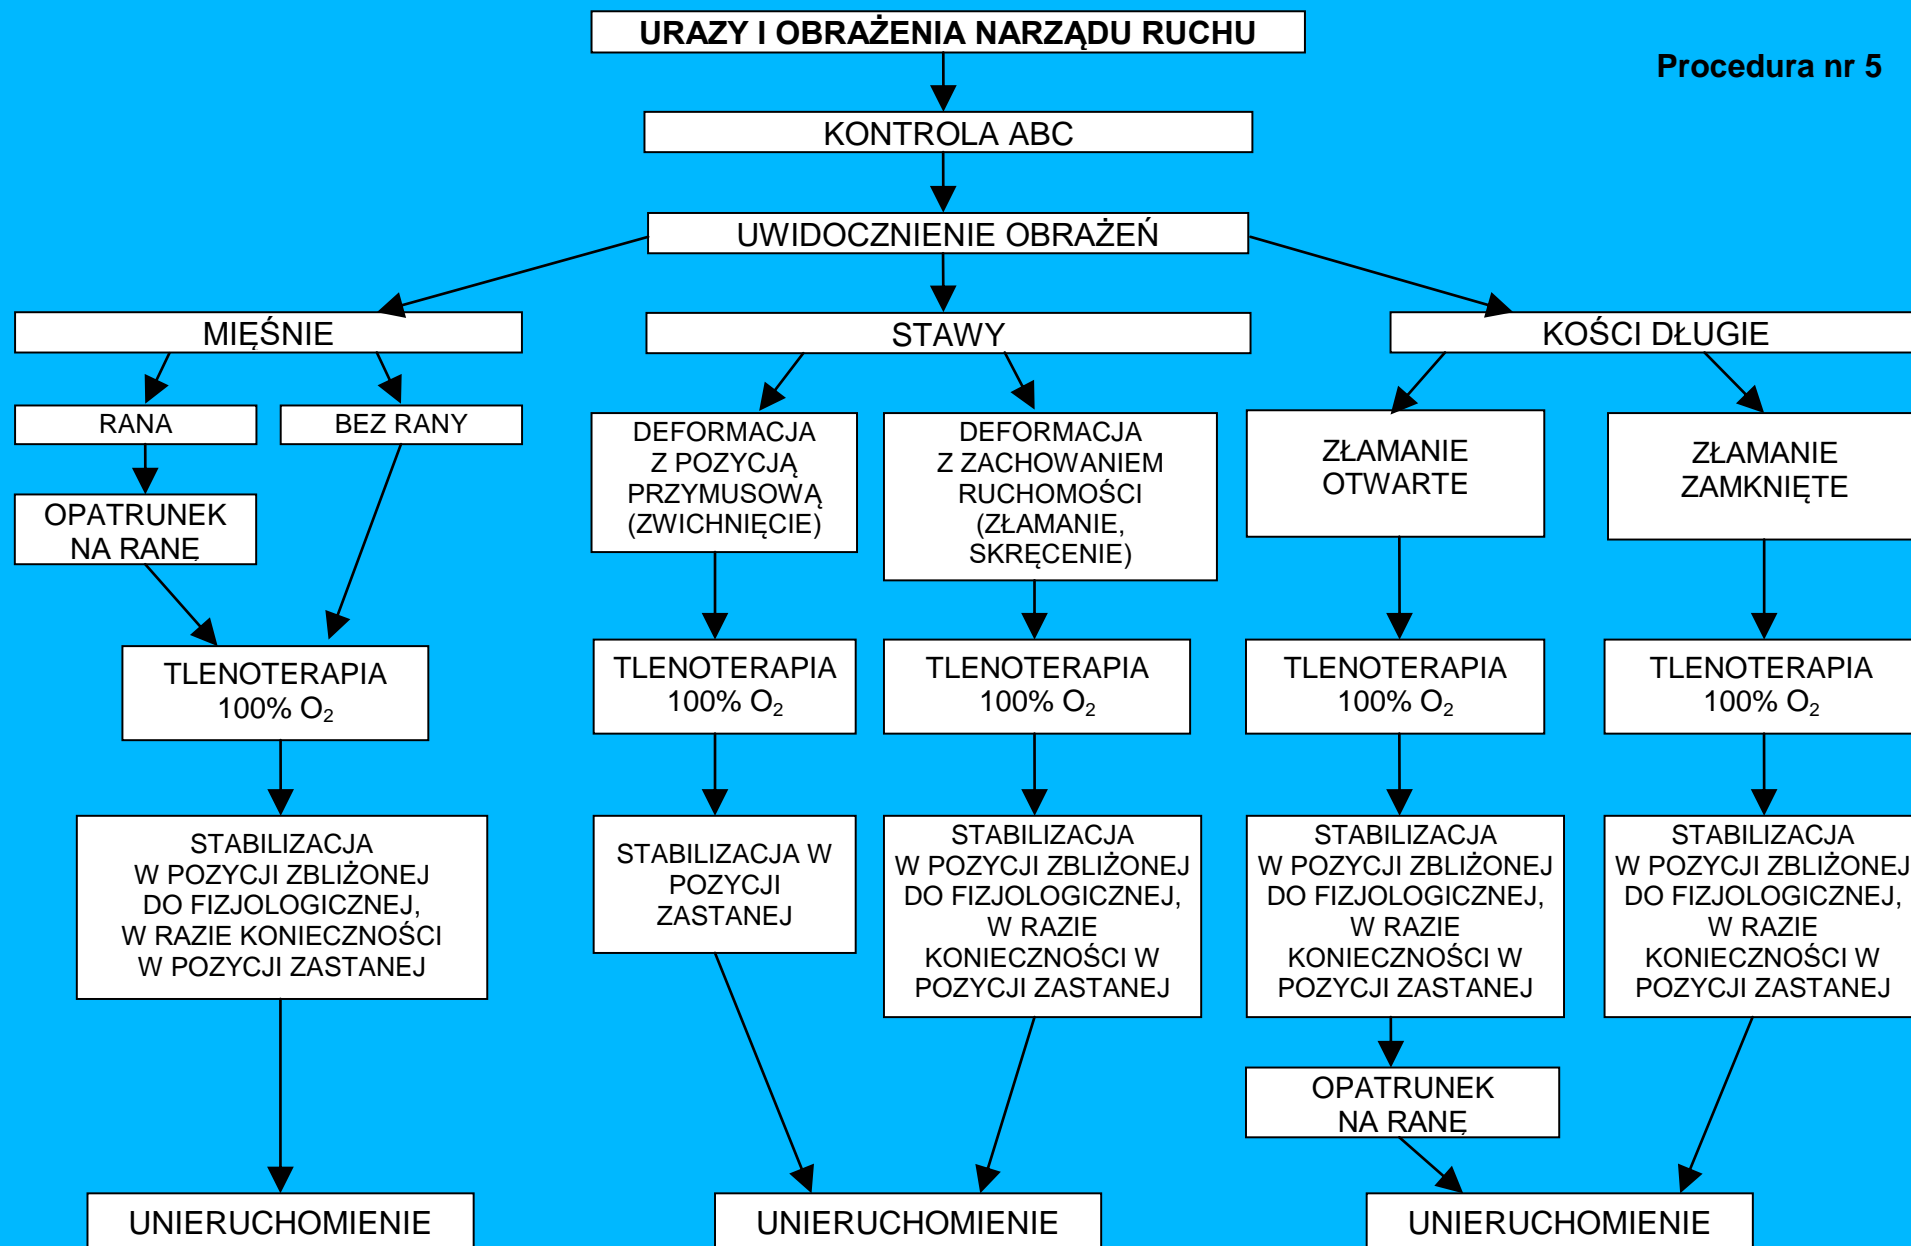 URAZY I OBRAŻENIA NARZĄDU RUCHU
Procedura nr 5
KONTROLA ABC
UWIDOCZNIENIE OBRAŻEŃ
MIĘŚNIE
STAWY
KOŚCI DŁUGIE
RANA
BEZ RANY
DEFORMACJA
Z POZYCJĄ
PRZYMUSOWĄ
(ZWICHNIĘCIE)
DEFORMACJA
Z ZACHOWANIEM
RUCHOMOŚCI
(ZŁAMANIE,
SKRĘCENIE)
ZŁAMANIE
OTWARTE
ZŁAMANIE
ZAMKNIĘTE
OPATRUNEK
NA RANĘ
TLENOTERAPIA
100% O₂
TLENOTERAPIA
100% O₂
TLENOTERAPIA
100% O₂
TLENOTERAPIA
100% O₂
TLENOTERAPIA
100% O₂
STABILIZACJA
W POZYCJI ZBLIŻONEJ
DO FIZJOLOGICZNEJ,
W RAZIE KONIECZNOŚCI
W POZYCJI ZASTANEJ
STABILIZACJA W
POZYCJI
ZASTANEJ
STABILIZACJA
W POZYCJI ZBLIŻONEJ
DO FIZJOLOGICZNEJ,
W RAZIE
KONIECZNOŚCI W
POZYCJI ZASTANEJ
STABILIZACJA
W POZYCJI ZBLIŻONEJ
DO FIZJOLOGICZNEJ,
W RAZIE
KONIECZNOŚCI W
POZYCJI ZASTANEJ
STABILIZACJA
W POZYCJI ZBLIŻONEJ
DO FIZJOLOGICZNEJ,
W RAZIE
KONIECZNOŚCI W
POZYCJI ZASTANEJ
OPATRUNEK
NA RANĘ
UNIERUCHOMIENIE
UNIERUCHOMIENIE
UNIERUCHOMIENIE